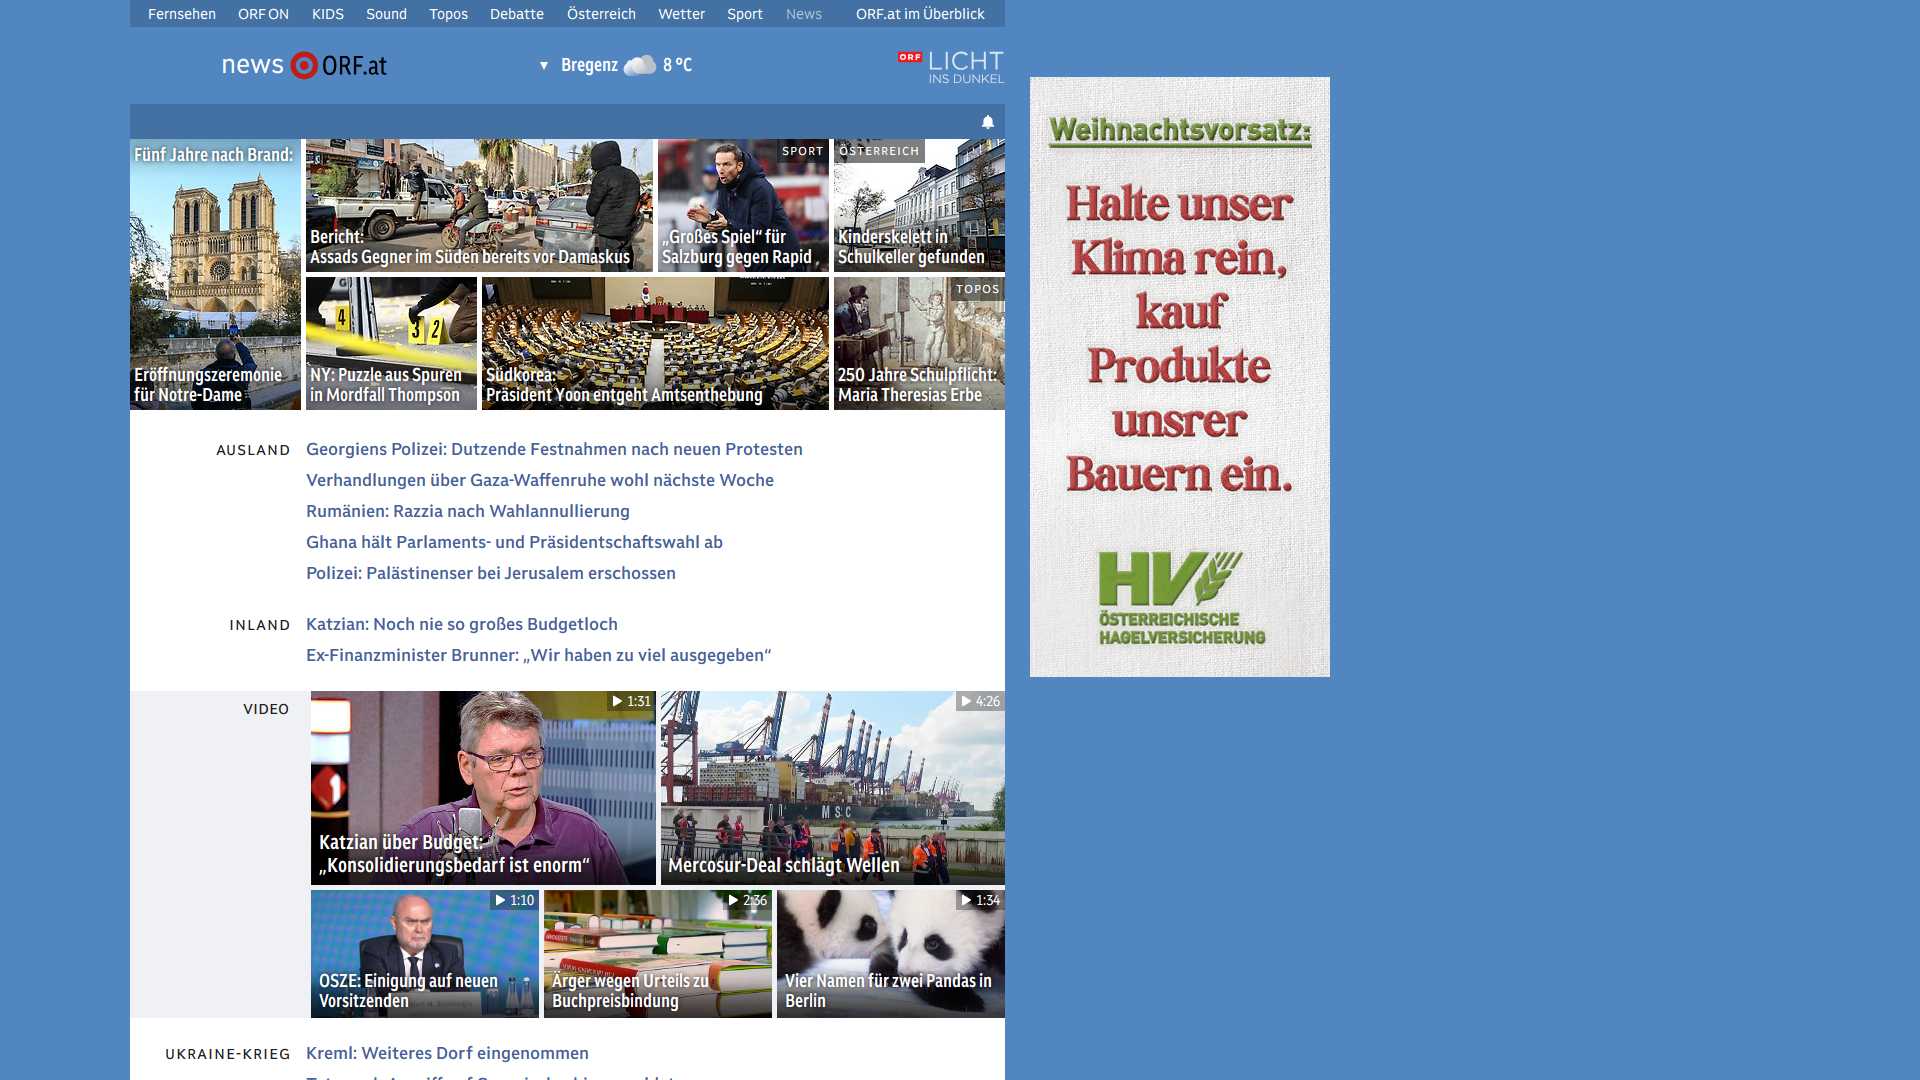 Fernsehen ORF ON KIDS Sound Topos Debatte Österreich Wetter Sport News ORF.at im Überblick
news ORF.at
Bregenz 8 °C
ORF LICHT
INS DUNKEL
Fünf Jahre nach Brand:
Eröffnungszeremonie
für Notre-Dame
Bericht:
Assads Gegner im Süden bereits vor Damaskus
SPORT
„Großes Spiel“ für
Salzburg gegen Rapid
ÖSTERREICH
Kinderskelett in
Schulkeller gefunden
4 3 2
NY: Puzzle aus Spuren
in Mordfall Thompson
Südkorea:
Präsident Yoon entgeht Amtsenthebung
TOPOS
250 Jahre Schulpflicht:
Maria Theresias Erbe
AUSLAND
Georgiens Polizei: Dutzende Festnahmen nach neuen Protesten
Verhandlungen über Gaza-Waffenruhe wohl nächste Woche
Rumänien: Razzia nach Wahlannullierung
Ghana hält Parlaments- und Präsidentschaftswahl ab
Polizei: Palästinenser bei Jerusalem erschossen
INLAND
Katzian: Noch nie so großes Budgetloch
Ex-Finanzminister Brunner: „Wir haben zu viel ausgegeben“
VIDEO
1:31
Katzian über Budget:
„Konsolidierungsbedarf ist enorm“
4:26
MSC
Mercosur-Deal schlägt Wellen
1:10
OSZE: Einigung auf neuen
Vorsitzenden
2:36
Ärger wegen Urteils zu
Buchpreisbindung
1:34
Vier Namen für zwei Pandas in
Berlin
UKRAINE-KRIEG
Kreml: Weiteres Dorf eingenommen
Weihnachtsvorsatz:
Halte unser
Klima rein,
kauf
Produkte
unsrer
Bauern ein.
HV
ÖSTERREICHISCHE
HAGELVERSICHERUNG